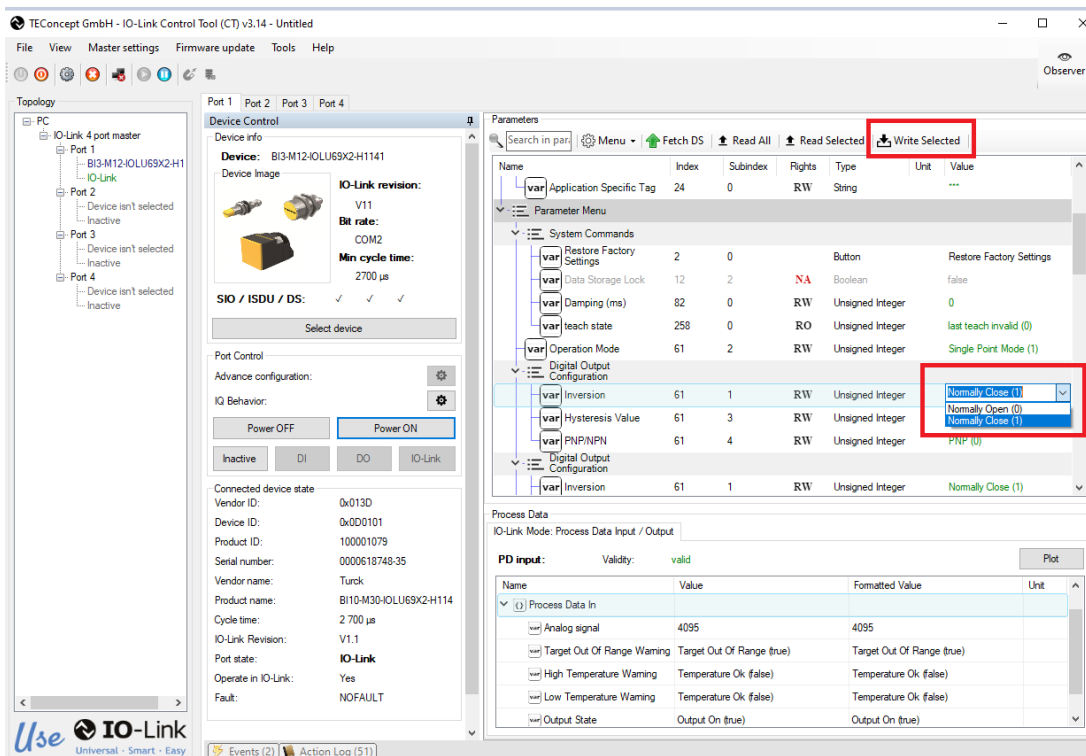 TEConcept GmbH - IO-Link Control Tool (CT) v3.14 - Untitled
File View Master settings Firmware update Tools Help
Observer
Topology
PC
IO-Link 4 port master
Port 1
BI3-M12-IOLU69X2-H1
IO-Link
Port 2
Device isn't selected
Inactive
Port 3
Device isn't selected
Inactive
Port 4
Device isn't selected
Inactive
Use IO-Link
Universal · Smart · Easy
Port 1 Port 2 Port 3 Port 4
Device Control
Device info
Device: BI3-M12-IOLU69X2-H1141
Device Image
IO-Link revision:
V11
Bit rate:
COM2
Min cycle time:
2700 μs
SIO / ISDU / DS: ✓ ✓ ✓
Select device
Port Control
Advance configuration:
IQ Behavior:
Power OFF Power ON
Inactive DI DO IO-Link
Connected device state
Vendor ID: 0x013D
Device ID: 0x0D0101
Product ID: 100001079
Serial number: 0000618748-35
Vendor name: Turck
Product name: BI10-M30-IOLU69X2-H114
Cycle time: 2 700 μs
IO-Link Revision: V1.1
Port state: IO-Link
Operate in IO-Link: Yes
Fault: NOFAULT
Events (2) Action Log (51)
Parameters
Search in para Menu Fetch DS Read All Read Selected Write Selected
Name Index Subindex Rights Type Unit Value
var Application Specific Tag 24 0 RW String ***
Parameter Menu
System Commands
var Restore Factory Settings 2 0 Button Restore Factory Settings
var Data Storage Lock 12 2 NA Boolean false
var Damping (ms) 82 0 RW Unsigned Integer 0
var teach state 258 0 RO Unsigned Integer last teach invalid (0)
var Operation Mode 61 2 RW Unsigned Integer Single Point Mode (1)
Digital Output Configuration
var Inversion 61 1 RW Unsigned Integer Normally Close (1)
Normally Open (0)
Normally Close (1)
var Hysteresis Value 61 3 RW Unsigned Integer
var PNP/NPN 61 4 RW Unsigned Integer PNP (0)
Digital Output Configuration
var Inversion 61 1 RW Unsigned Integer Normally Close (1)
Process Data
IO-Link Mode: Process Data Input / Output
PD input: Validity: valid Plot
Name Value Formatted Value Unit
Process Data In
var Analog signal 4095 4095
var Target Out Of Range Warning Target Out Of Range (true) Target Out Of Range (true)
var High Temperature Warning Temperature Ok (false) Temperature Ok (false)
var Low Temperature Warning Temperature Ok (false) Temperature Ok (false)
var Output State Output On (true) Output On (true)